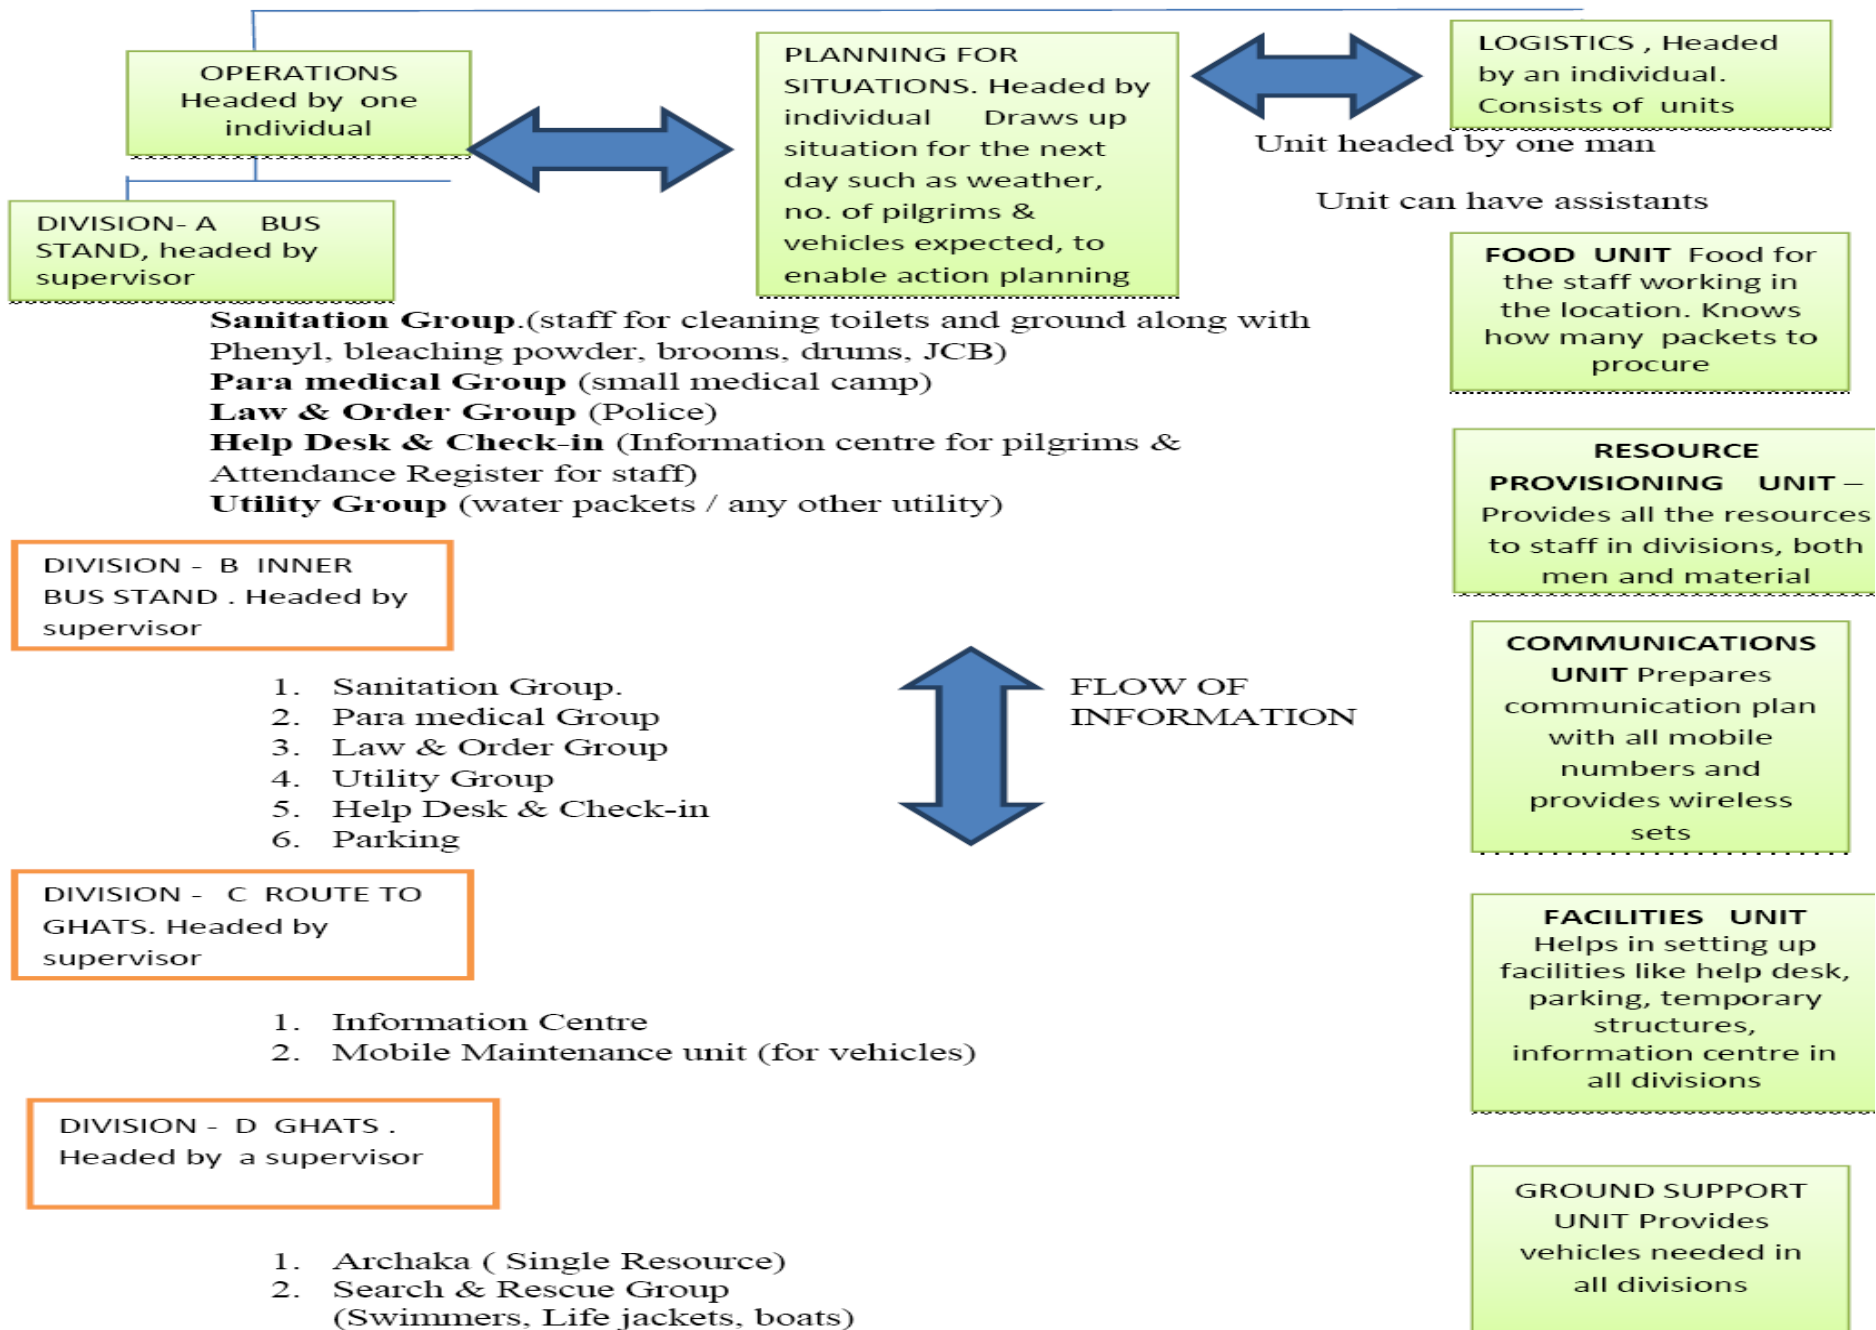 OPERATIONS
Headed by one
individual
PLANNING FOR
SITUATIONS. Headed by
individual Draws up
situation for the next
day such as weather,
no. of pilgrims &
vehicles expected, to
enable action planning
LOGISTICS , Headed
by an individual.
Consists of units
Unit headed by one man
Unit can have assistants
DIVISION- A BUS
STAND, headed by
supervisor
Sanitation Group.(staff for cleaning toilets and ground along with
Phenyl, bleaching powder, brooms, drums, JCB)
Para medical Group (small medical camp)
Law & Order Group (Police)
Help Desk & Check-in (Information centre for pilgrims &
Attendance Register for staff)
Utility Group (water packets / any other utility)
DIVISION - B INNER
BUS STAND . Headed by
supervisor
1. Sanitation Group.
2. Para medical Group
3. Law & Order Group
4. Utility Group
5. Help Desk & Check-in
6. Parking
FLOW OF
INFORMATION
DIVISION - C ROUTE TO
GHATS. Headed by
supervisor
1. Information Centre
2. Mobile Maintenance unit (for vehicles)
DIVISION - D GHATS .
Headed by a supervisor
1. Archaka ( Single Resource)
2. Search & Rescue Group
(Swimmers, Life jackets, boats)
FOOD UNIT Food for
the staff working in
the location. Knows
how many packets to
procure
RESOURCE
PROVISIONING UNIT –
Provides all the resources
to staff in divisions, both
men and material
COMMUNICATIONS
UNIT Prepares
communication plan
with all mobile
numbers and
provides wireless
sets
FACILITIES UNIT
Helps in setting up
facilities like help desk,
parking, temporary
structures,
information centre in
all divisions
GROUND SUPPORT
UNIT Provides
vehicles needed in
all divisions